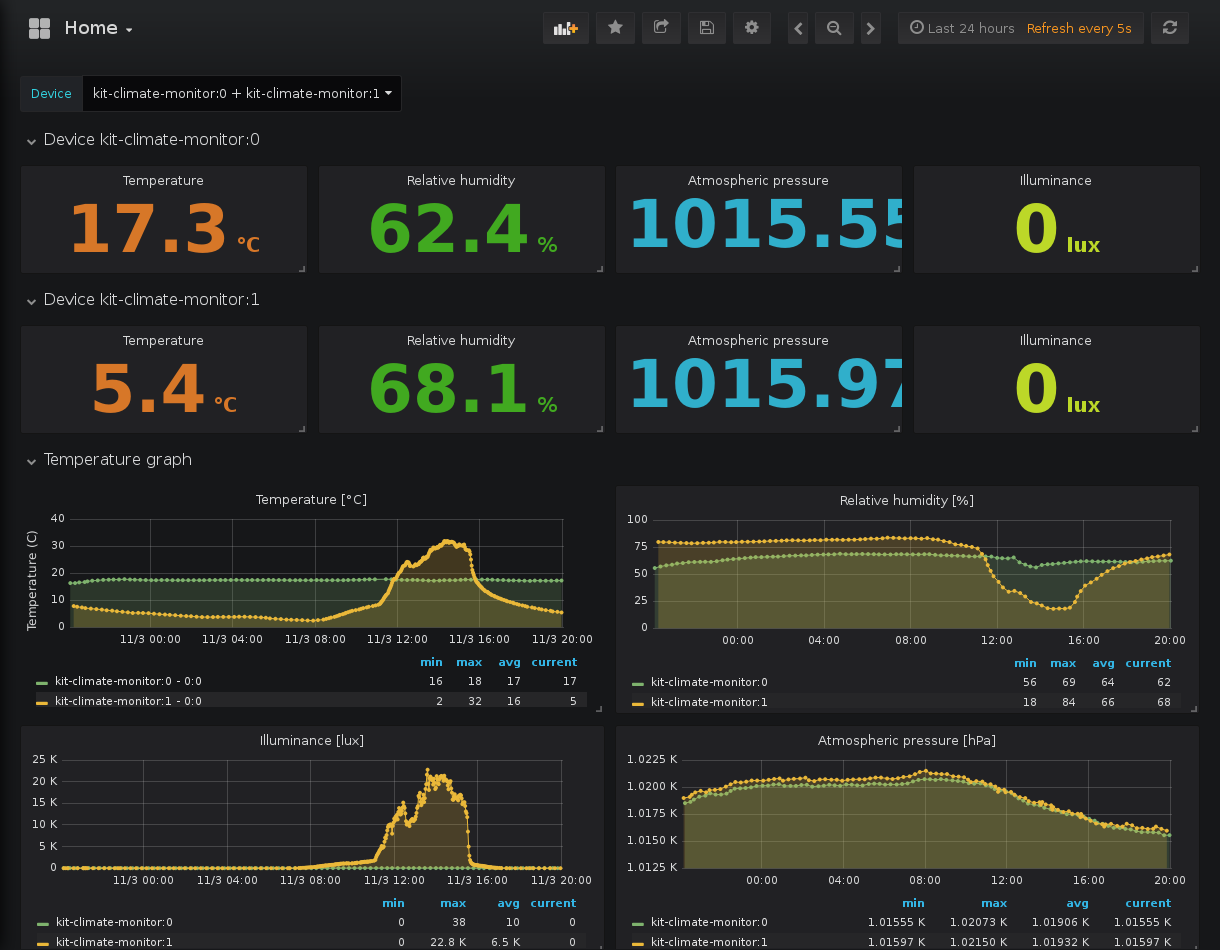 Home
Last 24 hours Refresh every 5s
Device kit-climate-monitor:0 + kit-climate-monitor:1
Device kit-climate-monitor:0
Temperature Relative humidity Atmospheric pressure Illuminance
17.3 °C 62.4 % 1015.55 0 lux
Device kit-climate-monitor:1
Temperature Relative humidity Atmospheric pressure Illuminance
5.4 °C 68.1 % 1015.97 0 lux
Temperature graph
Temperature [°C]
Temperature (C)
40
30
20
10
0
11/3 00:00 11/3 04:00 11/3 08:00 11/3 12:00 11/3 16:00 11/3 20:00
min max avg current
kit-climate-monitor:0 - 0:0 16 18 17 17
kit-climate-monitor:1 - 0:0 2 32 16 5
Relative humidity [%]
100
75
50
25
0
00:00 04:00 08:00 12:00 16:00 20:00
min max avg current
kit-climate-monitor:0 56 69 64 62
kit-climate-monitor:1 18 84 66 68
Illuminance [lux]
25 K
20 K
15 K
10 K
5 K
0
11/3 00:00 11/3 04:00 11/3 08:00 11/3 12:00 11/3 16:00 11/3 20:00
min max avg current
kit-climate-monitor:0 0 38 10 0
kit-climate-monitor:1 0 22.8 K 6.5 K 0
Atmospheric pressure [hPa]
1.0225 K
1.0200 K
1.0175 K
1.0150 K
1.0125 K
00:00 04:00 08:00 12:00 16:00 20:00
min max avg current
kit-climate-monitor:0 1.01555 K 1.02073 K 1.01906 K 1.01555 K
kit-climate-monitor:1 1.01597 K 1.02150 K 1.01932 K 1.01597 K